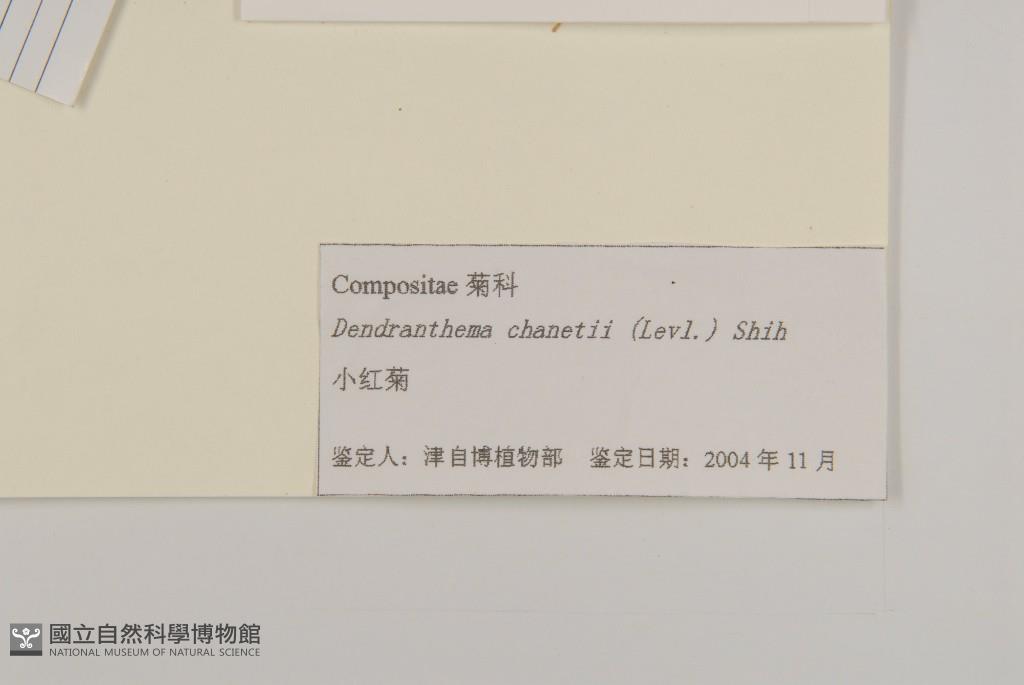 Compositae 菊科
Dendranthema chanetii (Levl.) Shih
小红菊
鉴定人：津自博植物部 鉴定日期：2004 年 11 月
國立自然科學博物館
NATIONAL MUSEUM OF NATURAL SCIENCE